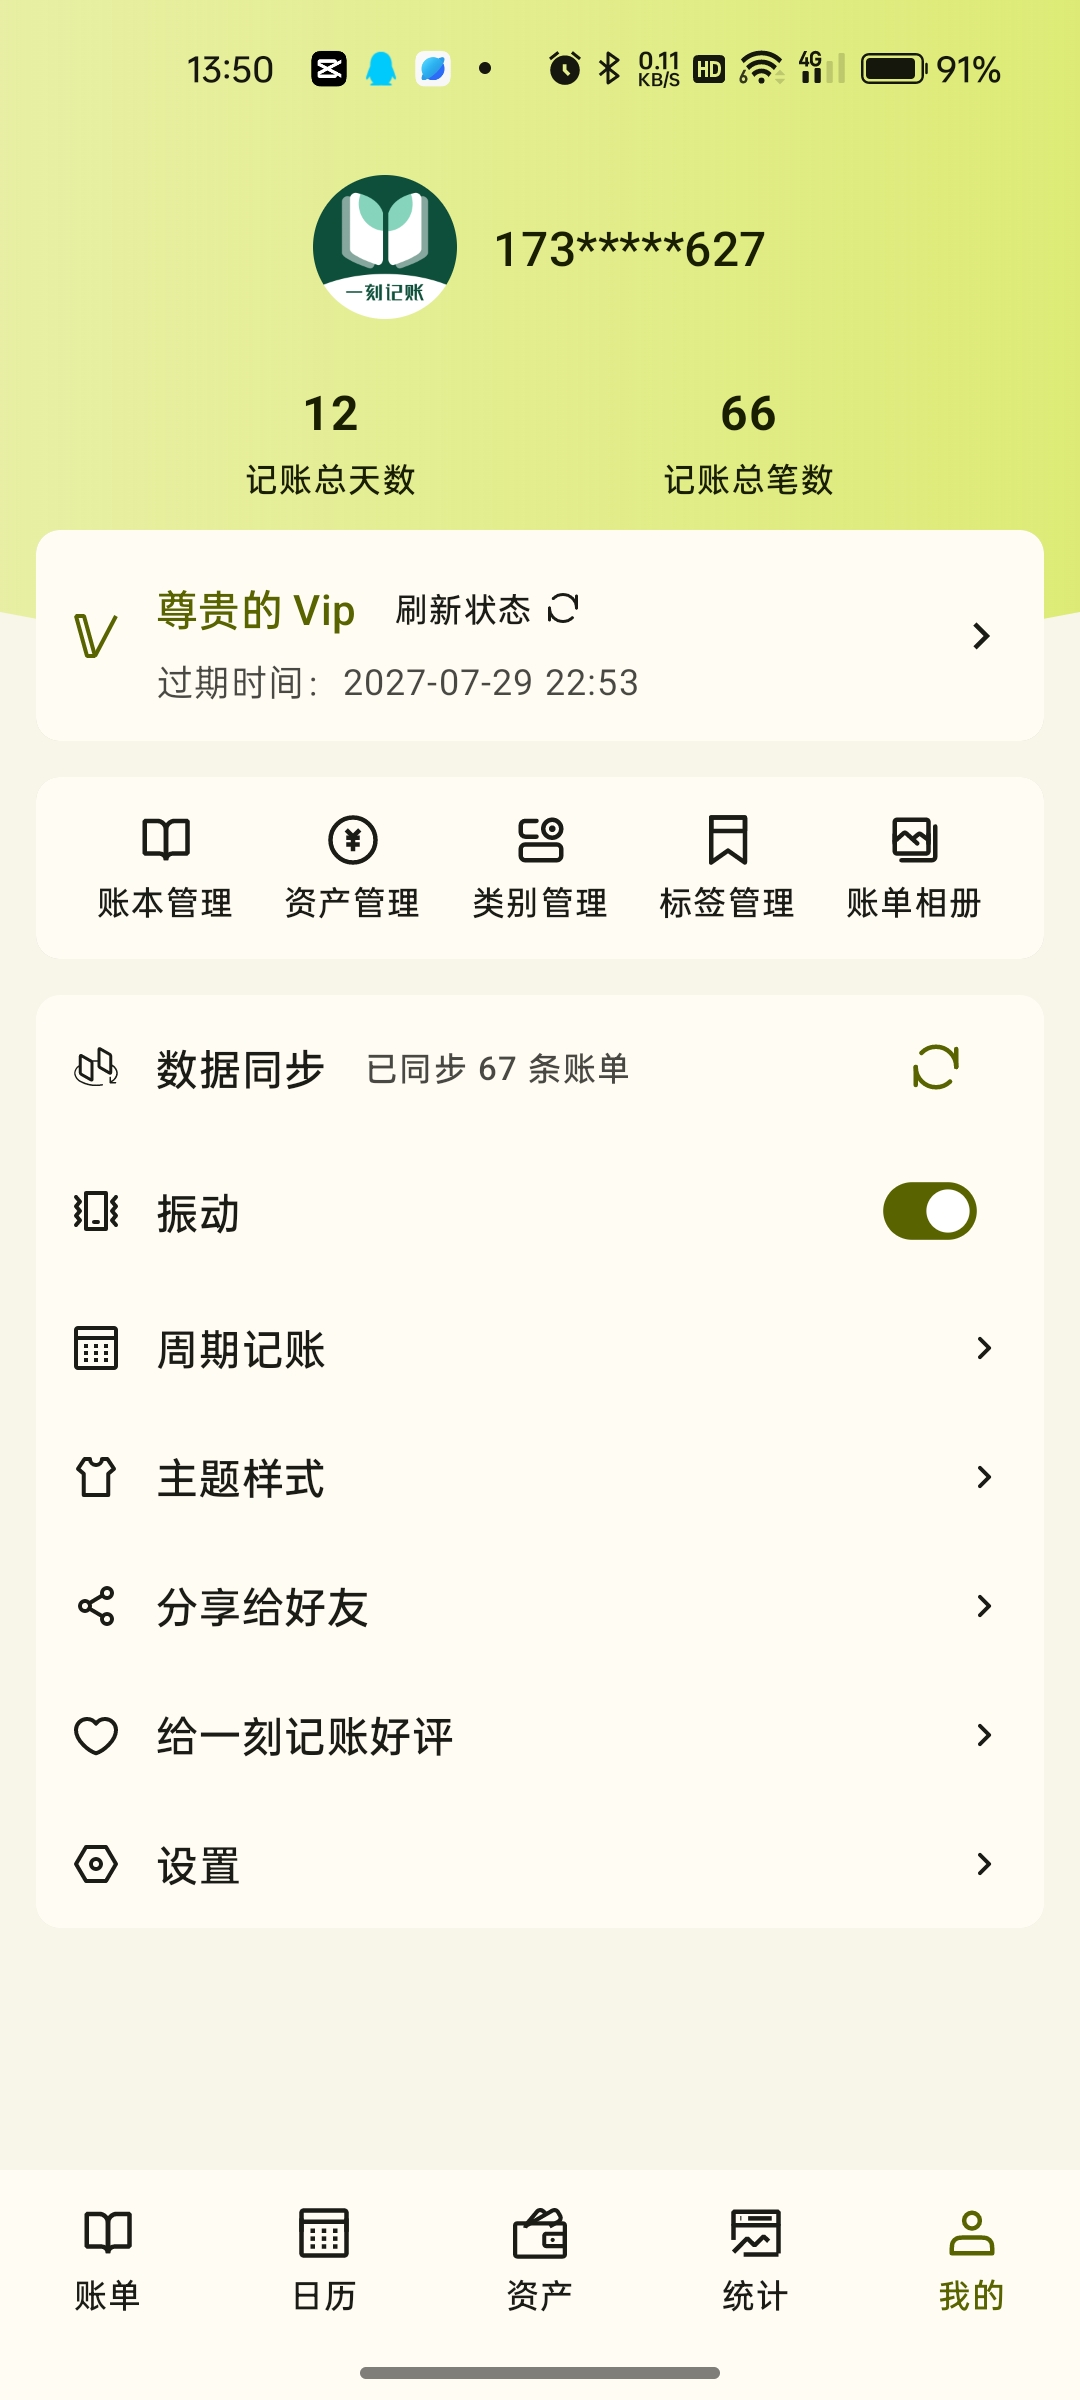 13:50 0.11 KB/S HD 6 4G 91%
一刻记账
173*****627
12 66
记账总天数 记账总笔数
尊贵的 Vip 刷新状态
过期时间：2027-07-29 22:53
账本管理 资产管理 类别管理 标签管理 账单相册
数据同步 已同步 67 条账单
振动
周期记账
主题样式
分享给好友
给一刻记账好评
设置
账单 日历 资产 统计 我的